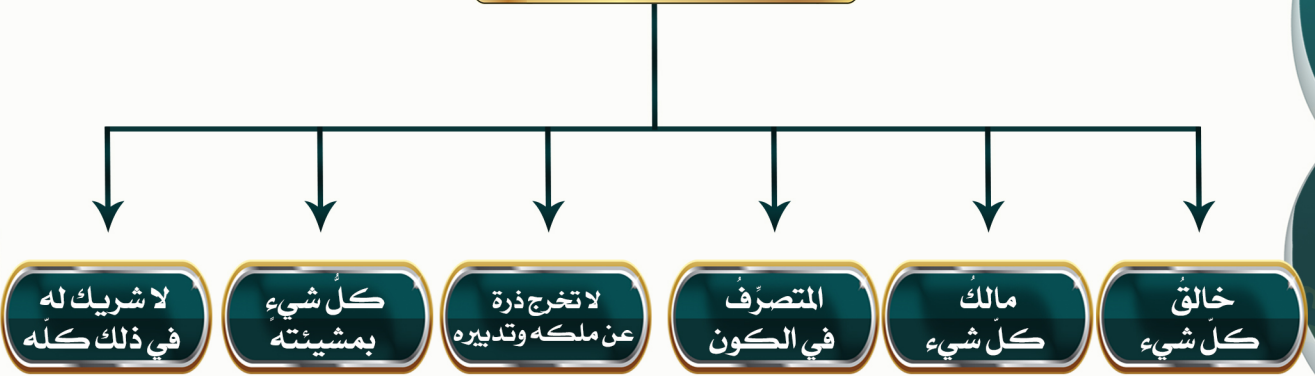 خالقُ
كلّ شيء
مالكُ
كلّ شيء
المتصرِّفُ
في الكون
لا تخرج ذرة
عن ملكه وتدبيره
كلُّ شيءٍ
بمشيئته
لا شريك له
في ذلك كلّه